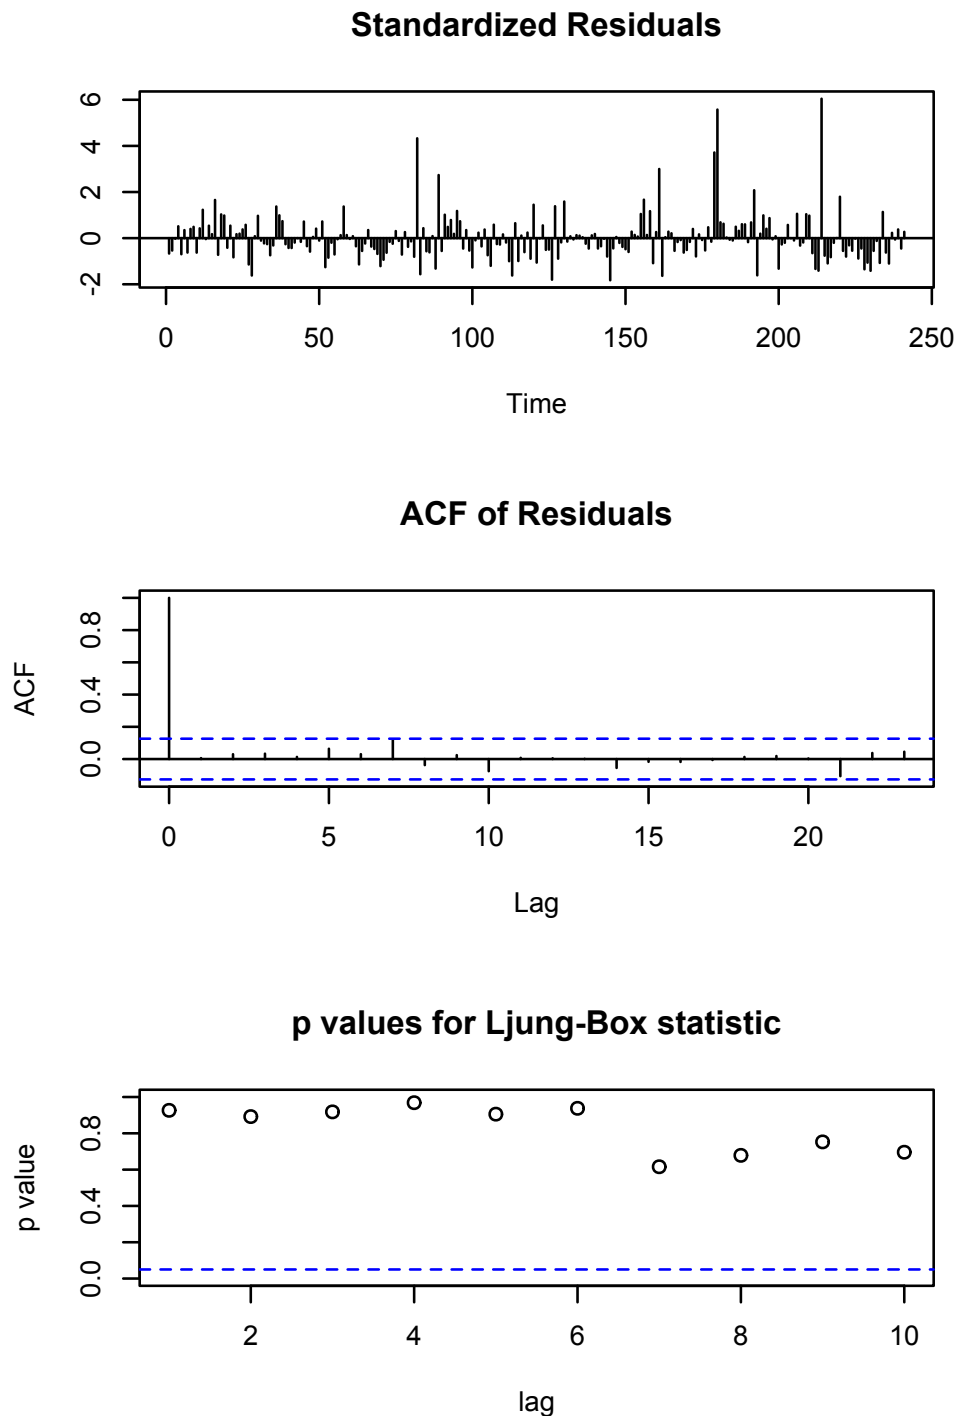 Standardized Residuals
6
4
2
0
-2
0 50 100 150 200 250
Time
ACF of Residuals
ACF
0.8
0.4
0.0
0 5 10 15 20
Lag
p values for Ljung-Box statistic
p value
0.8
0.4
0.0
2 4 6 8 10
lag